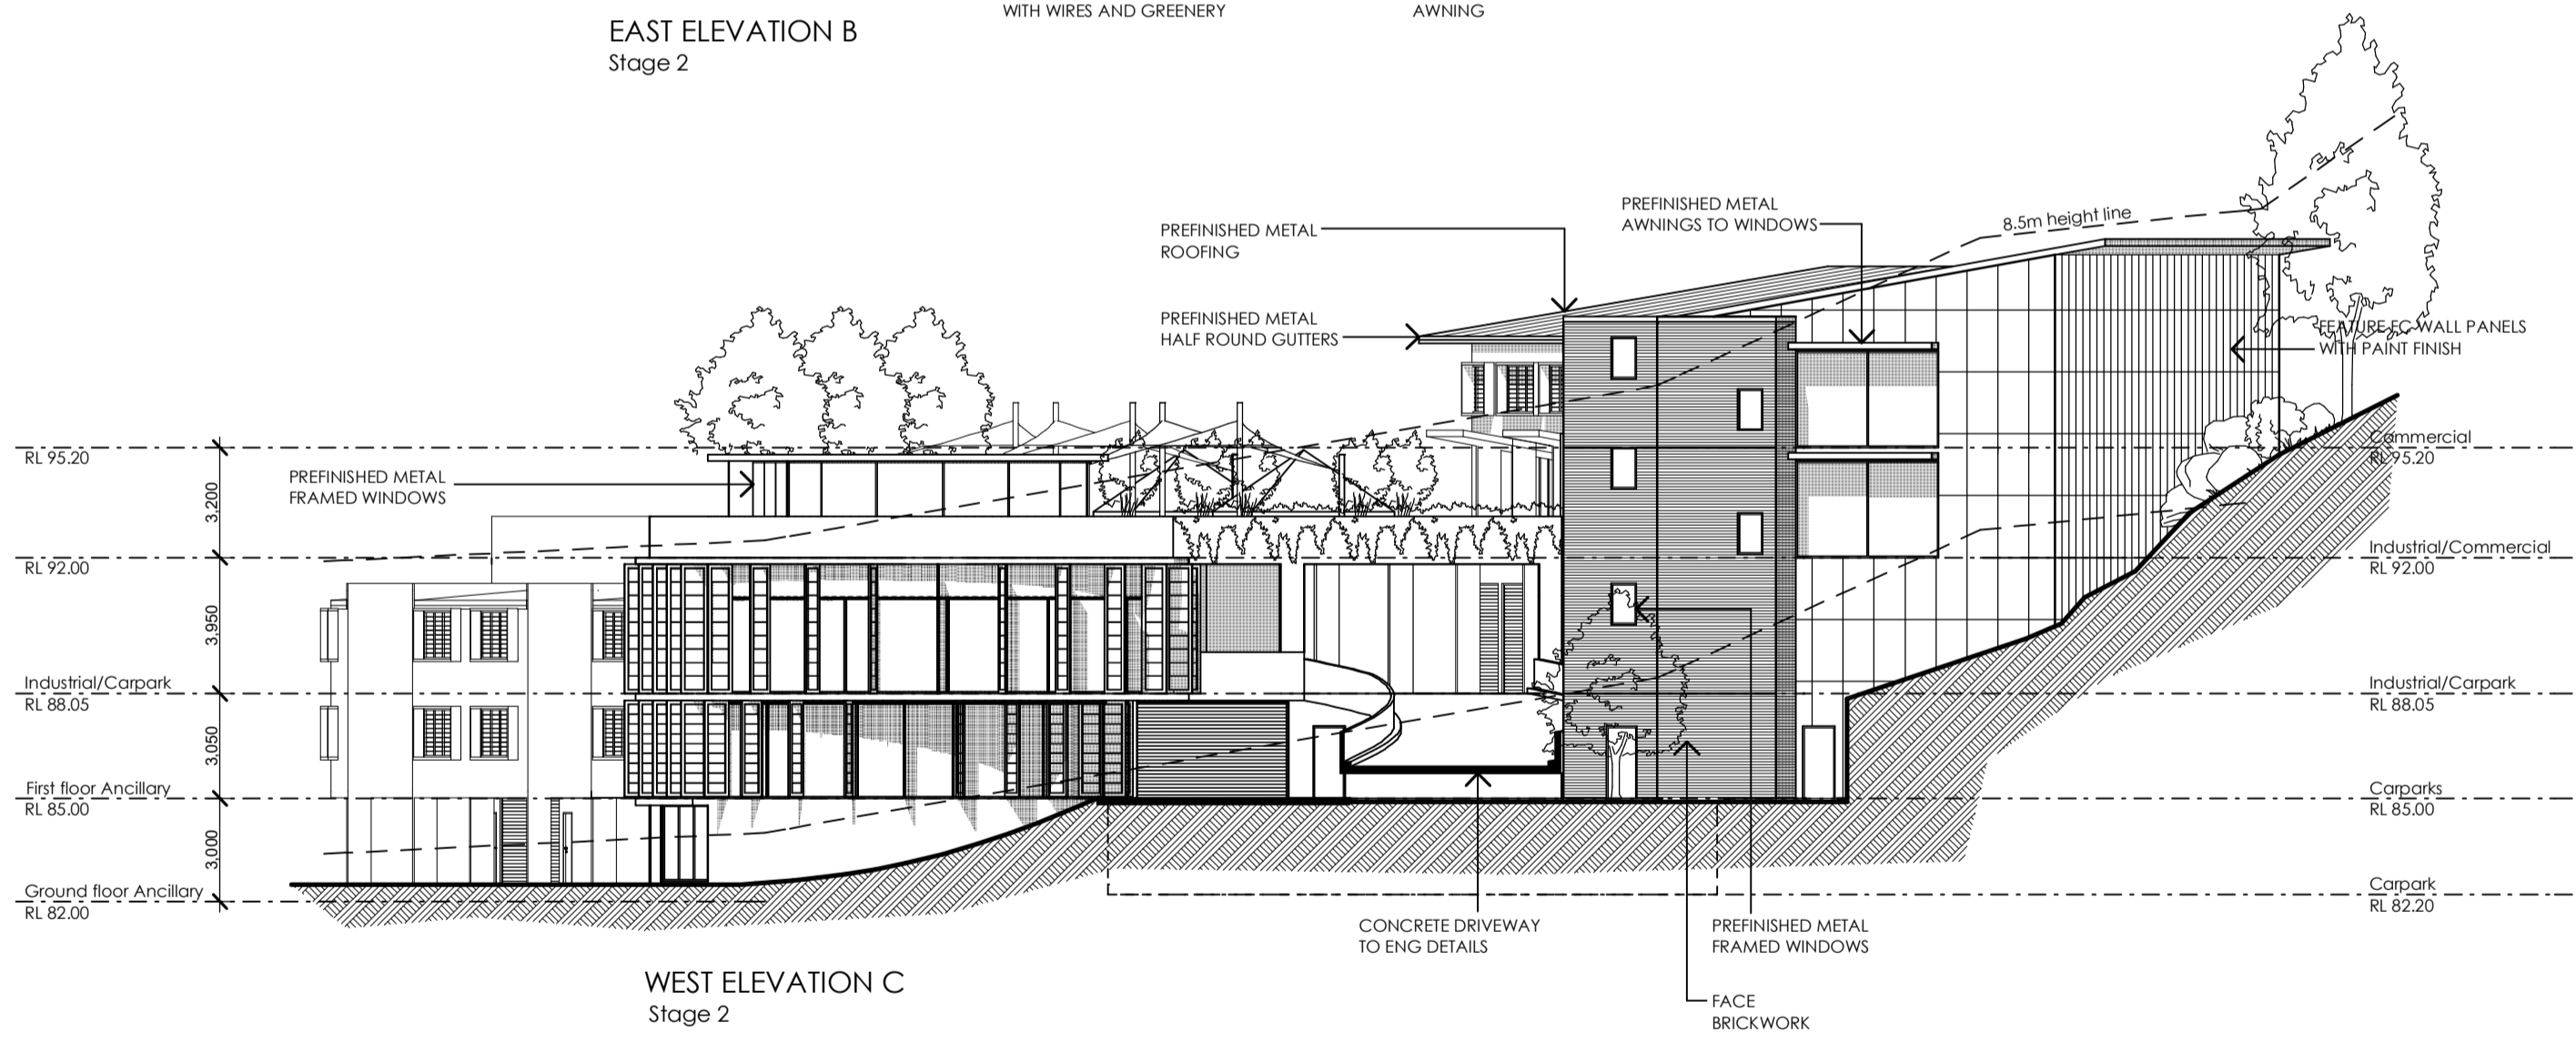 WITH WIRES AND GREENERY
AWNING
EAST ELEVATION B
Stage 2
PREFINISHED METAL
AWNINGS TO WINDOWS
8.5m height line
PREFINISHED METAL
ROOFING
PREFINISHED METAL
HALF ROUND GUTTERS
FEATURE FC WALL PANELS
WITH PAINT FINISH
RL 95.20
PREFINISHED METAL
FRAMED WINDOWS
Commercial
RL 95.20
3,200
RL 92.00
Industrial/Commercial
RL 92.00
3,950
Industrial/Carpark
RL 88.05
Industrial/Carpark
RL 88.05
3,050
First floor Ancillary
RL 85.00
Carparks
RL 85.00
3,000
Ground floor Ancillary
RL 82.00
Carpark
RL 82.20
CONCRETE DRIVEWAY
TO ENG DETAILS
PREFINISHED METAL
FRAMED WINDOWS
FACE
BRICKWORK
WEST ELEVATION C
Stage 2